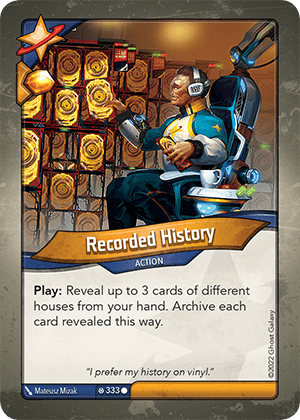 Recorded History
ACTION
Play: Reveal up to 3 cards of different
houses from your hand. Archive each
card revealed this way.
"I prefer my history on vinyl."
©2022 Ghost Galaxy
Mateusz Mizak
333